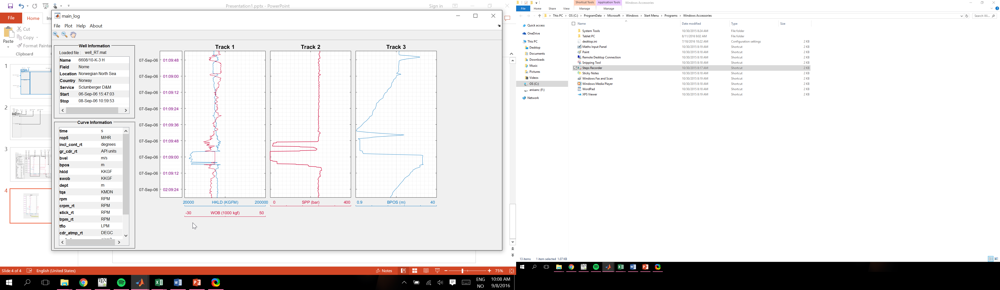 Presentation1.pptx - PowerPoint
Sign in
File
Home
Ins
Cut
Copy
Format Painter
Paste
Clipboard
1
2
3
4
main_log
File Plot Help About
Well Information
Loaded file : well_RT.mat
Name 6608/10-K-3 H
Field Norne
Location Norwegian North Sea
Country Norway
Service Sclumberger D&M
Start 06-Sep-06 15:47:03
Stop 08-Sep-06 10:59:53
Curve Information
time s
rop5 M/HR
incl_cont_rt degrees
gr_cdr_rt API units
bvel m/s
bpos m
hkld KKGF
swob KKGF
dept m
tqa KMDN
rpm RPM
crpm_rt RPM
stick_rt RPM
trpm_rt RPM
tflo LPM
cdr_atmp_rt DEGC
Track 1 Track 2 Track 3
07-Sep-06 01:09:48
07-Sep-06 01:09:00
07-Sep-06 01:09:12
07-Sep-06 01:09:24
07-Sep-06 01:09:36
07-Sep-06 01:09:48
07-Sep-06 01:09:00
07-Sep-06 01:09:12
07-Sep-06 02:09:24
20000 HKLD (KGFM) 200000
0 SPP (bar) 400
0.9 BPOS (m) 40
-30 WOB (1000 kgf) 50
Slide 4 of 4 English (United States)
Notes
75%
ENG
NO
10:08 AM
9/8/2016
Shortcut Tools Application Tools Windows Accessories
File Home Share View Manage Manage
This PC > OS (C:) > ProgramData > Microsoft > Windows > Start Menu > Programs > Windows Accessories
Search Wi...
Quick access
OneDrive
This PC
Desktop
Documents
Downloads
Music
Pictures
Videos
OS (C:)
anisanc (F:)
Network
Name Date modified Type Size
System Tools 10/30/2015 8:24 AM File folder
Tablet PC 8/11/2016 9:02 AM File folder
desktop.ini 7/18/2016 10:22 AM Configuration settings 2 KB
Maths Input Panel 10/30/2015 8:19 AM Shortcut 2 KB
Paint 10/30/2015 8:18 AM Shortcut 2 KB
Remote Desktop Connection 10/30/2015 8:18 AM Shortcut 2 KB
Snipping Tool 10/30/2015 8:18 AM Shortcut 2 KB
Steps Recorder 10/30/2015 8:17 AM Shortcut 2 KB
Sticky Notes 10/30/2015 8:18 AM Shortcut 2 KB
Windows Fax and Scan 10/30/2015 8:19 AM Shortcut 2 KB
Windows Media Player 10/30/2015 8:18 AM Shortcut 2 KB
WordPad 10/30/2015 8:18 AM Shortcut 2 KB
XPS Viewer 10/30/2015 8:19 AM Shortcut 2 KB
13 items 1 item selected 1.07 KB